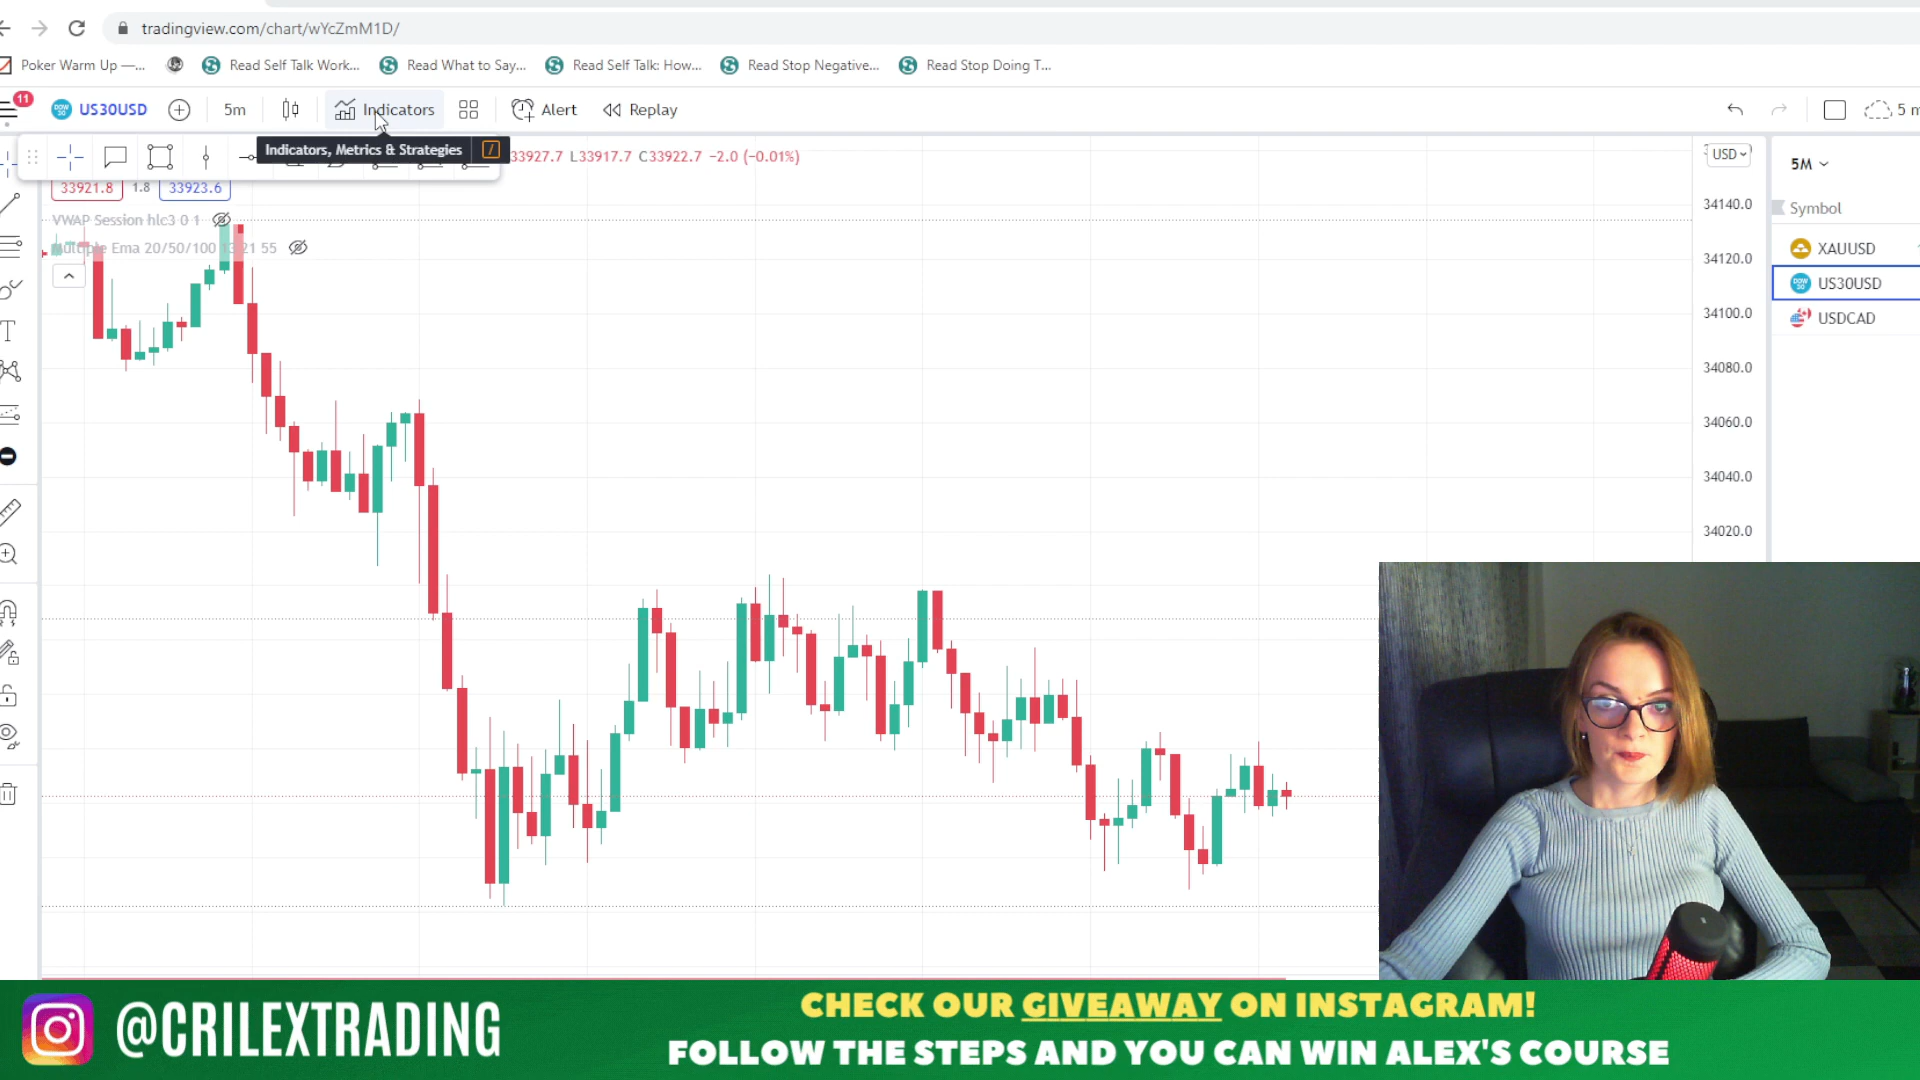 tradingview.com/chart/wYcZmM1D/
Poker Warm Up —... Read Self Talk Work... Read What to Say... Read Self Talk: How... Read Stop Negative... Read Stop Doing T...
11 US30USD 5m Indicators Alert Replay 5 m
Indicators, Metrics & Strategies /
33927.7 L33917.7 C33922.7 −2.0 (−0.01%)
USD
5M
33921.8 1.8 33923.6
VWAP Session hlc3 0 1
Multiple Ema 20/50/100 13 21 55
34140.0
34120.0
34100.0
34080.0
34060.0
34040.0
34020.0
Symbol
XAUUSD
US30USD
USDCAD
@CRILEXTRADING
CHECK OUR GIVEAWAY ON INSTAGRAM!
FOLLOW THE STEPS AND YOU CAN WIN ALEX'S COURSE